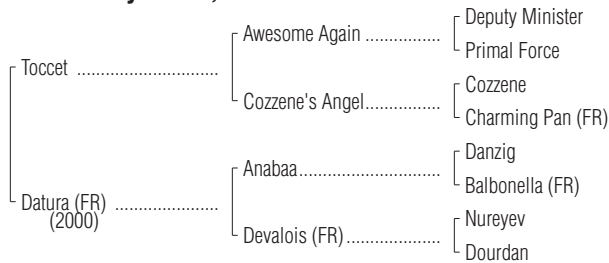 Deputy Minister
Awesome Again ................
Primal Force
Toccet ..............................
Cozzene
Cozzene's Angel................
Charming Pan (FR)
Danzig
Anabaa..............................
Balbonella (FR)
Datura (FR) ......................
(2000)
Nureyev
Devalois (FR)....................
Dourdan